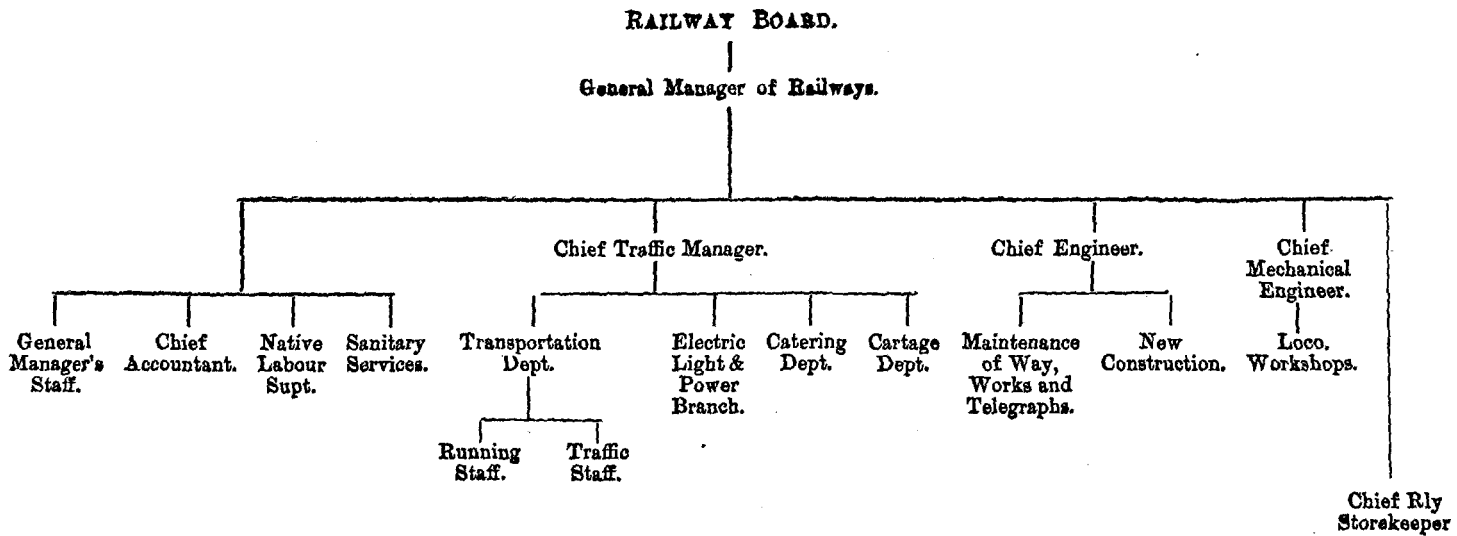 RAILWAY BOARD.
General Manager of Railways.
Chief Traffic Manager.
Chief Engineer.
Chief
Mechanical
Engineer.
General
Manager's
Staff.
Chief
Accountant.
Native
Labour
Supt.
Sanitary
Services.
Transportation
Dept.
Electric
Light &
Power
Branch.
Catering
Dept.
Cartage
Dept.
Maintenance
of Way,
Works and
Telegraphs.
New
Construction.
Loco.
Workshops.
Running
Staff.
Traffic
Staff.
Chief Rly
Storekeeper